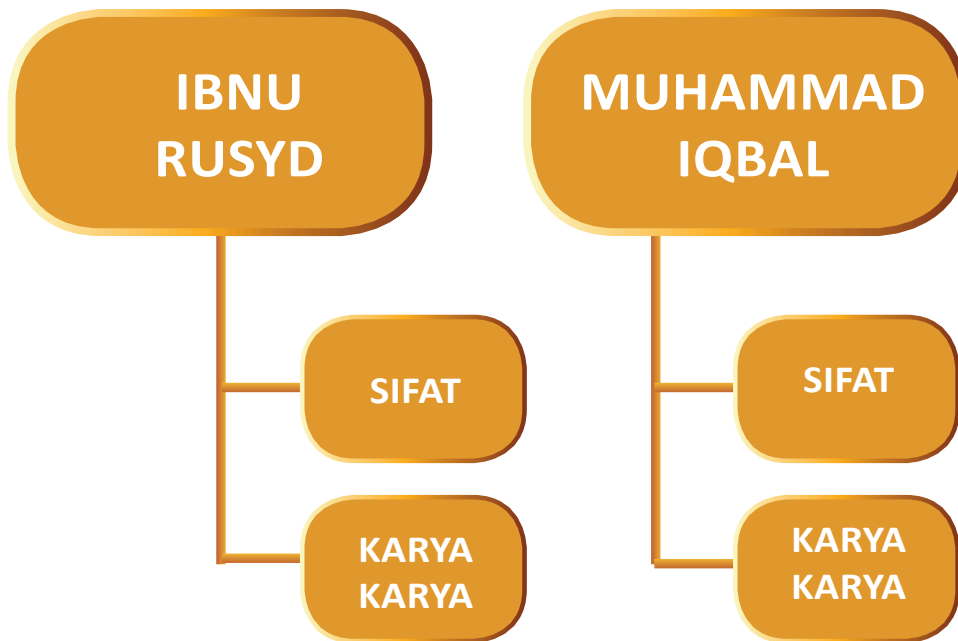 IBNU
RUSYD
MUHAMMAD
IQBAL
SIFAT
SIFAT
KARYA
KARYA
KARYA
KARYA